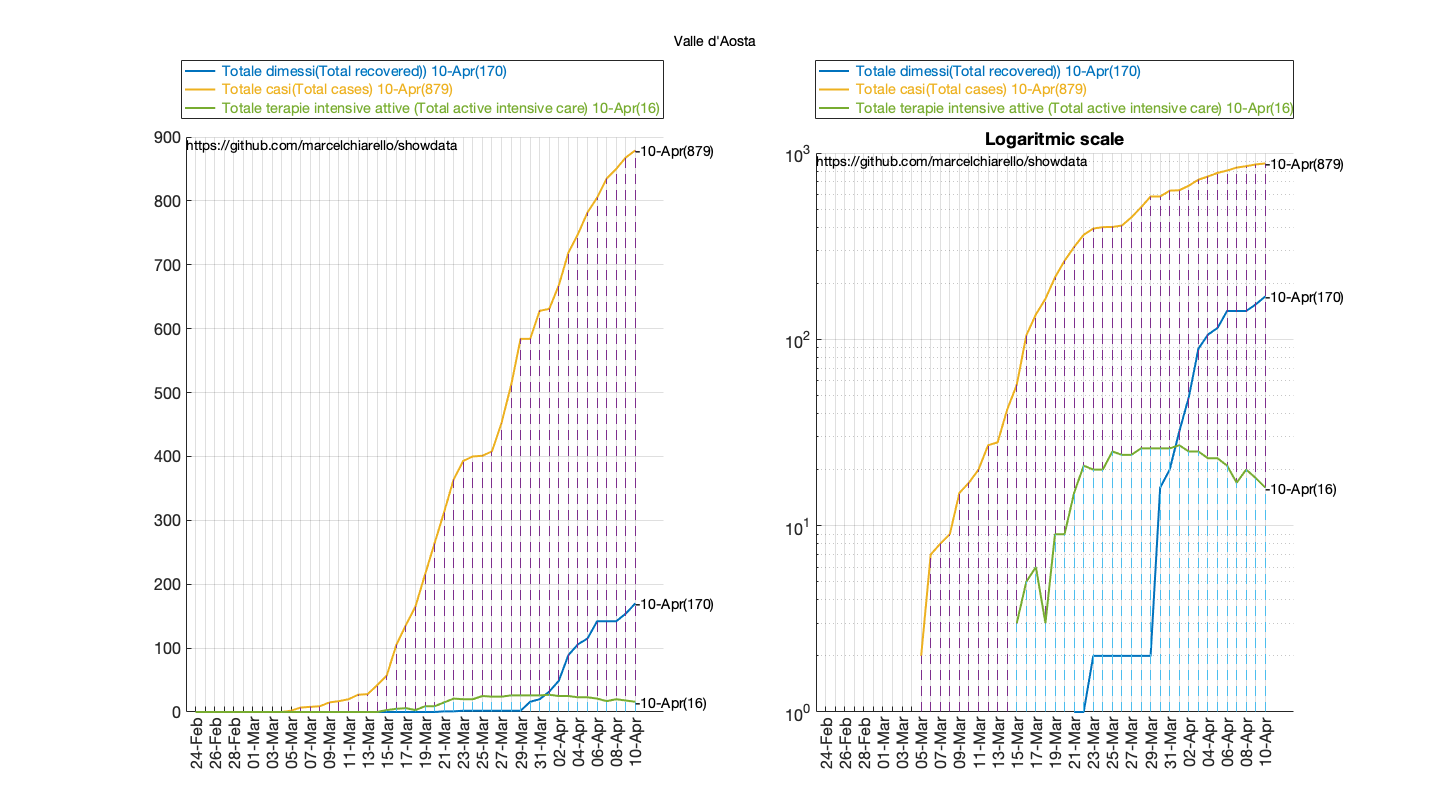 Valle d'Aosta
Totale dimessi(Total recovered)) 10-Apr(170)
Totale casi(Total cases) 10-Apr(879)
Totale terapie intensive attive (Total active intensive care) 10-Apr(16)
https://github.com/marcelchiarello/showdata
900
800
700
600
500
400
300
200
100
0
-10-Apr(879)
-10-Apr(170)
-10-Apr(16)
24-Feb
26-Feb
28-Feb
01-Mar
03-Mar
05-Mar
07-Mar
09-Mar
11-Mar
13-Mar
15-Mar
17-Mar
19-Mar
21-Mar
23-Mar
25-Mar
27-Mar
29-Mar
31-Mar
02-Apr
04-Apr
06-Apr
08-Apr
10-Apr
Totale dimessi(Total recovered)) 10-Apr(170)
Totale casi(Total cases) 10-Apr(879)
Totale terapie intensive attive (Total active intensive care) 10-Apr(16)
Logaritmic scale
https://github.com/marcelchiarello/showdata
10^3
10^2
10^1
10^0
-10-Apr(879)
-10-Apr(170)
-10-Apr(16)
24-Feb
26-Feb
28-Feb
01-Mar
03-Mar
05-Mar
07-Mar
09-Mar
11-Mar
13-Mar
15-Mar
17-Mar
19-Mar
21-Mar
23-Mar
25-Mar
27-Mar
29-Mar
31-Mar
02-Apr
04-Apr
06-Apr
08-Apr
10-Apr